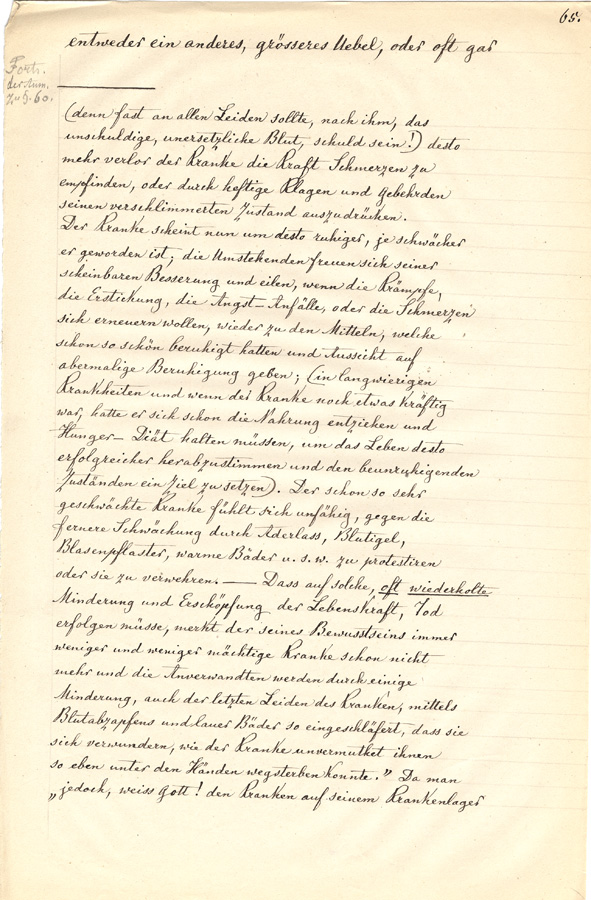 65.
entweder ein anderes, grösseres Uebel, oder oft gar
Forts.
der Anm.
zu §. 60.
(denn fast an allen Leiden sollte, nach ihm, das
unschuldige, unersetzliche Blut, schuld sein!) desto
mehr verlor der Kranke die Kraft Schmerzen zu
empfinden, oder durch heftige Klagen und Gebehrden
seinen verschlimmerten Zustand auszudrücken.
Der Kranke scheint nun um desto ruhiger, je schwächer
er geworden ist; die Umstehenden freuen sich seiner
scheinbaren Besserung und eilen, wenn die Krämpfe,
die Erstickung, die Angst-Anfälle, oder die Schmerzen
sich erneuern wollen, wieder zu den Mitteln, welche
schon so schön beruhigt hatten und Aussicht auf
abermalige Beruhigung geben; (in langwierigen
Krankheiten und wenn der Kranke noch etwas kräftig
war, hatte er sich schon die Nahrung entziehen und
Hunger-Diät halten müssen, um das Leben desto
erfolgreicher herabzustimmen und den beunruhigenden
Zuständen ein Ziel zu setzen). Der schon so sehr
geschwächte Kranke fühlt sich unfähig, gegen die
fernere Schwächung durch Aderlass, Blutigel,
Blasenpflaster, warme Bäder u. s. w. zu protestiren
oder sie zu verwehren. — Dass auf solche, oft wiederholte
Minderung und Erschöpfung der Lebenskraft, Tod
erfolgen müsse, merkt der seines Bewusstseins immer
weniger und weniger mächtige Kranke schon nicht
mehr und die Anverwandten werden durch einige
Minderung, auch der letzten Leiden des Kranken, mittels
Blutabzapfens und lauer Bäder so eingeschläfert, dass sie
sich verwundern, wie der Kranke unvermuthet ihnen
so eben unter den Händen wegsterben konnte." Da man
„jedoch, weiss Gott! den Kranken auf seinem Krankenlager